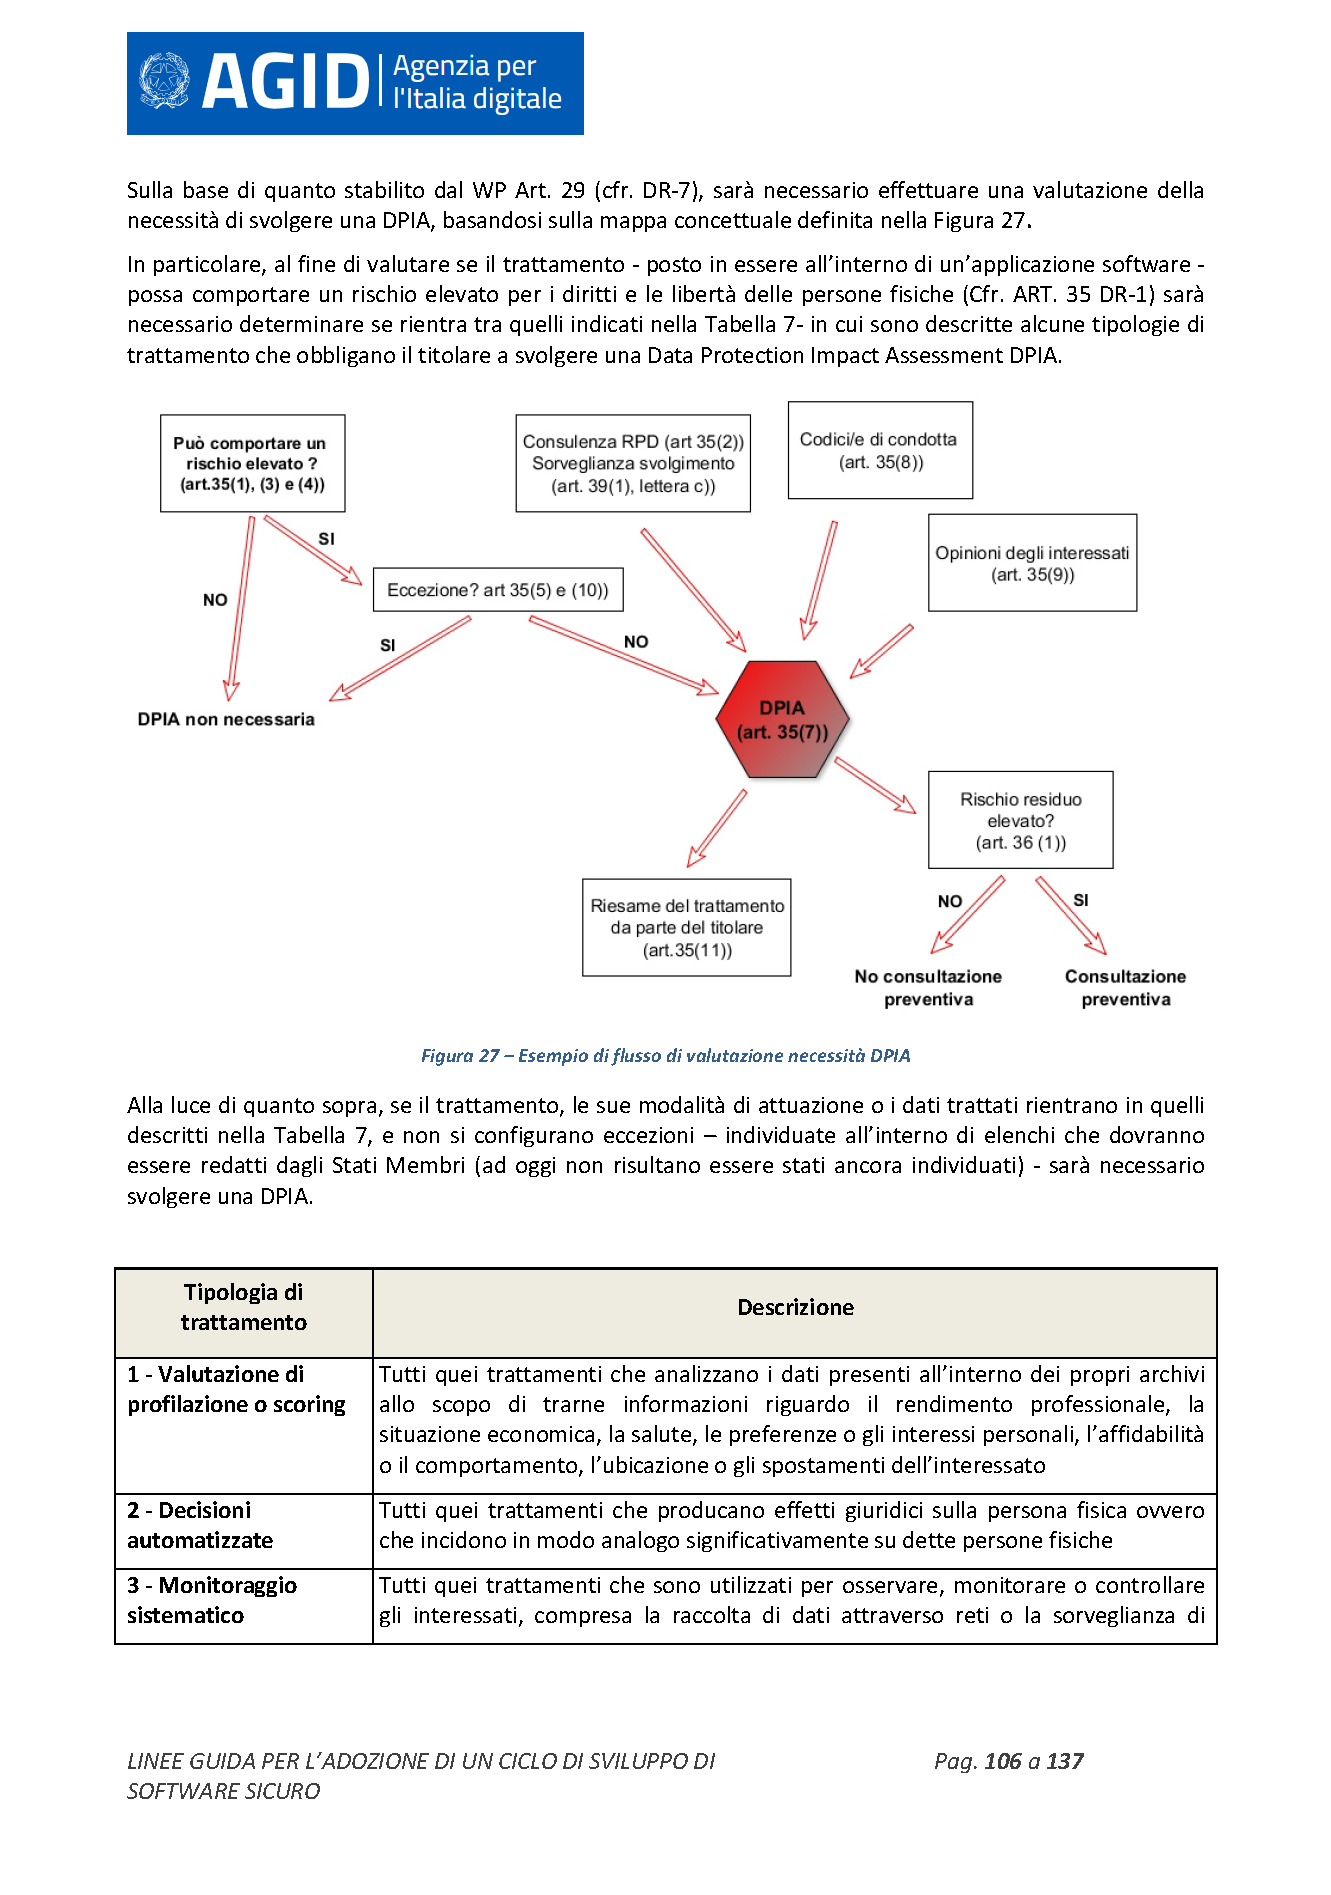 AGID Agenzia per
l'Italia digitale
Sulla base di quanto stabilito dal WP Art. 29 (cfr. DR-7), sarà necessario effettuare una valutazione della
necessità di svolgere una DPIA, basandosi sulla mappa concettuale definita nella Figura 27.
In particolare, al fine di valutare se il trattamento - posto in essere all’interno di un’applicazione software -
possa comportare un rischio elevato per i diritti e le libertà delle persone fisiche (Cfr. ART. 35 DR-1) sarà
necessario determinare se rientra tra quelli indicati nella Tabella 7- in cui sono descritte alcune tipologie di
trattamento che obbligano il titolare a svolgere una Data Protection Impact Assessment DPIA.
Può comportare un
rischio elevato ?
(art.35(1), (3) e (4))
Consulenza RPD (art 35(2))
Sorveglianza svolgimento
(art. 39(1), lettera c))
Codici/e di condotta
(art. 35(8))
Opinioni degli interessati
(art. 35(9))
SI
Eccezione? art 35(5) e (10))
NO
SI
NO
DPIA non necessaria
DPIA
(art. 35(7))
Rischio residuo
elevato?
(art. 36 (1))
Riesame del trattamento
da parte del titolare
(art.35(11))
NO
SI
No consultazione
preventiva
Consultazione
preventiva
Figura 27 – Esempio di flusso di valutazione necessità DPIA
Alla luce di quanto sopra, se il trattamento, le sue modalità di attuazione o i dati trattati rientrano in quelli
descritti nella Tabella 7, e non si configurano eccezioni – individuate all’interno di elenchi che dovranno
essere redatti dagli Stati Membri (ad oggi non risultano essere stati ancora individuati) - sarà necessario
svolgere una DPIA.
Tipologia di
trattamento
Descrizione
1 - Valutazione di
profilazione o scoring
Tutti quei trattamenti che analizzano i dati presenti all’interno dei propri archivi
allo scopo di trarne informazioni riguardo il rendimento professionale, la
situazione economica, la salute, le preferenze o gli interessi personali, l’affidabilità
o il comportamento, l’ubicazione o gli spostamenti dell’interessato
2 - Decisioni
automatizzate
Tutti quei trattamenti che producano effetti giuridici sulla persona fisica ovvero
che incidono in modo analogo significativamente su dette persone fisiche
3 - Monitoraggio
sistematico
Tutti quei trattamenti che sono utilizzati per osservare, monitorare o controllare
gli interessati, compresa la raccolta di dati attraverso reti o la sorveglianza di
LINEE GUIDA PER L’ADOZIONE DI UN CICLO DI SVILUPPO DI
SOFTWARE SICURO
Pag. 106 a 137